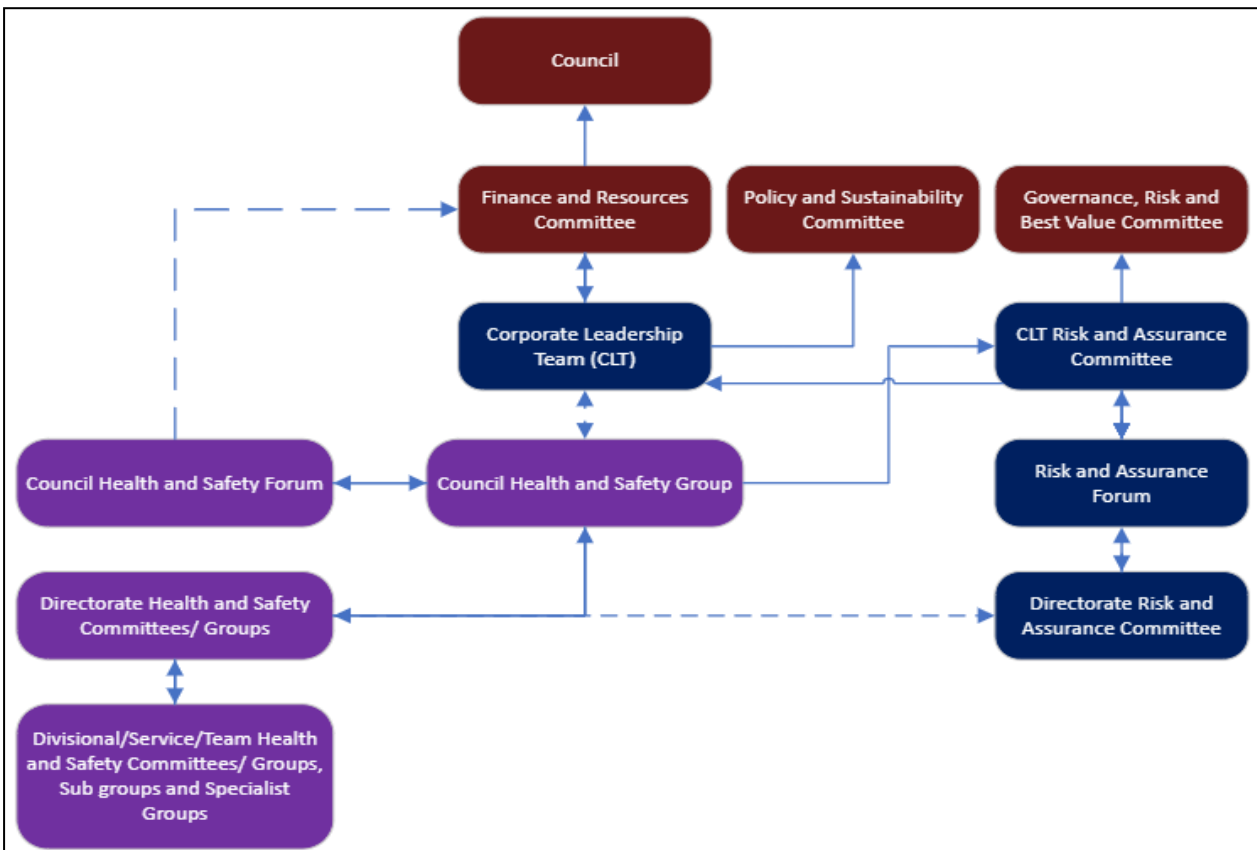 Council
Finance and Resources
Committee
Policy and Sustainability
Committee
Governance, Risk and
Best Value Committee
Corporate Leadership
Team (CLT)
CLT Risk and Assurance
Committee
Council Health and Safety Forum
Council Health and Safety Group
Risk and Assurance
Forum
Directorate Health and Safety
Committees/ Groups
Directorate Risk and
Assurance Committee
Divisional/Service/Team Health
and Safety Committees/ Groups,
Sub groups and Specialist
Groups